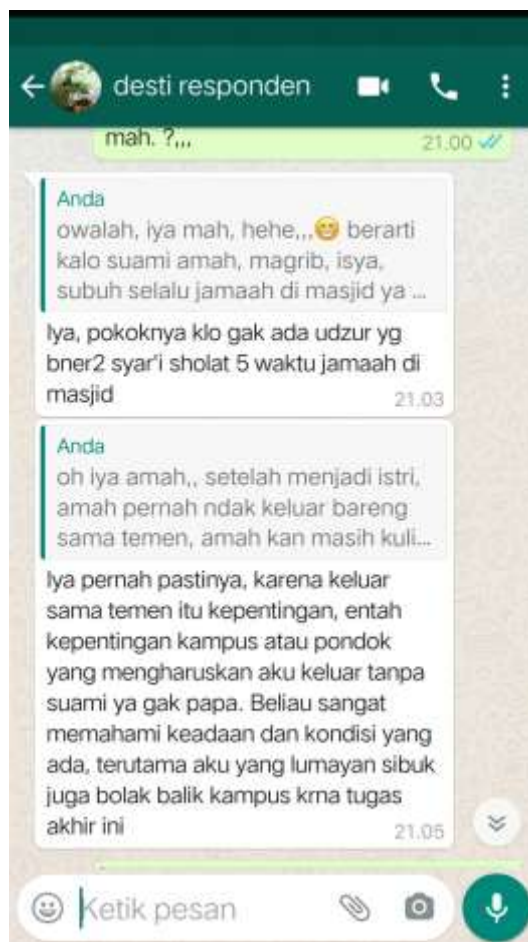 desti responden
mah. ?,,,
21.00
Anda
owalah, iya mah, hehe,,,😁 berarti
kalo suami amah, magrib, isya,
subuh selalu jamaah di masjid ya ...
Iya, pokoknya klo gak ada udzur yg
bner2 syar'i sholat 5 waktu jamaah di
masjid
21.03
Anda
oh iya amah,, setelah menjadi istri,
amah pernah ndak keluar bareng
sama temen, amah kan masih kuli...
Iya pernah pastinya, karena keluar
sama temen itu kepentingan, entah
kepentingan kampus atau pondok
yang mengharuskan aku keluar tanpa
suami ya gak papa. Beliau sangat
memahami keadaan dan kondisi yang
ada, terutama aku yang lumayan sibuk
juga bolak balik kampus krna tugas
akhir ini
21.05
Ketik pesan